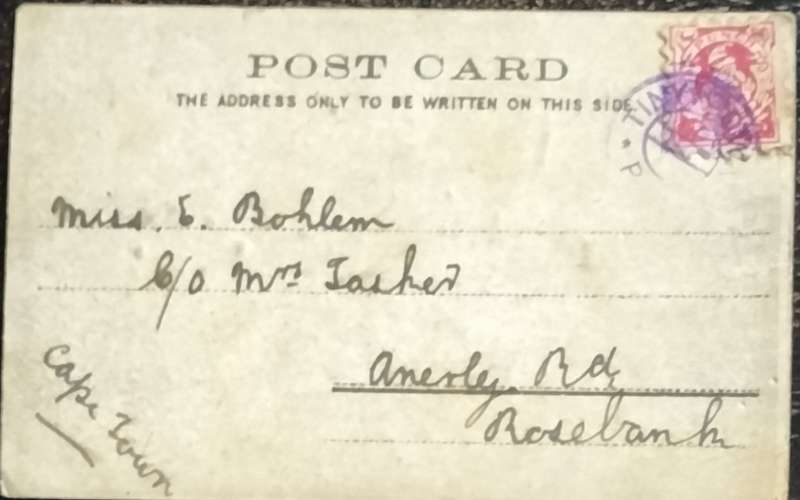 POST CARD
THE ADDRESS ONLY TO BE WRITTEN ON THIS SIDE
Miss. E. Bohlem
C/o Mrs Tasker
Anerley. Rd.
Rosebank
Cape Town